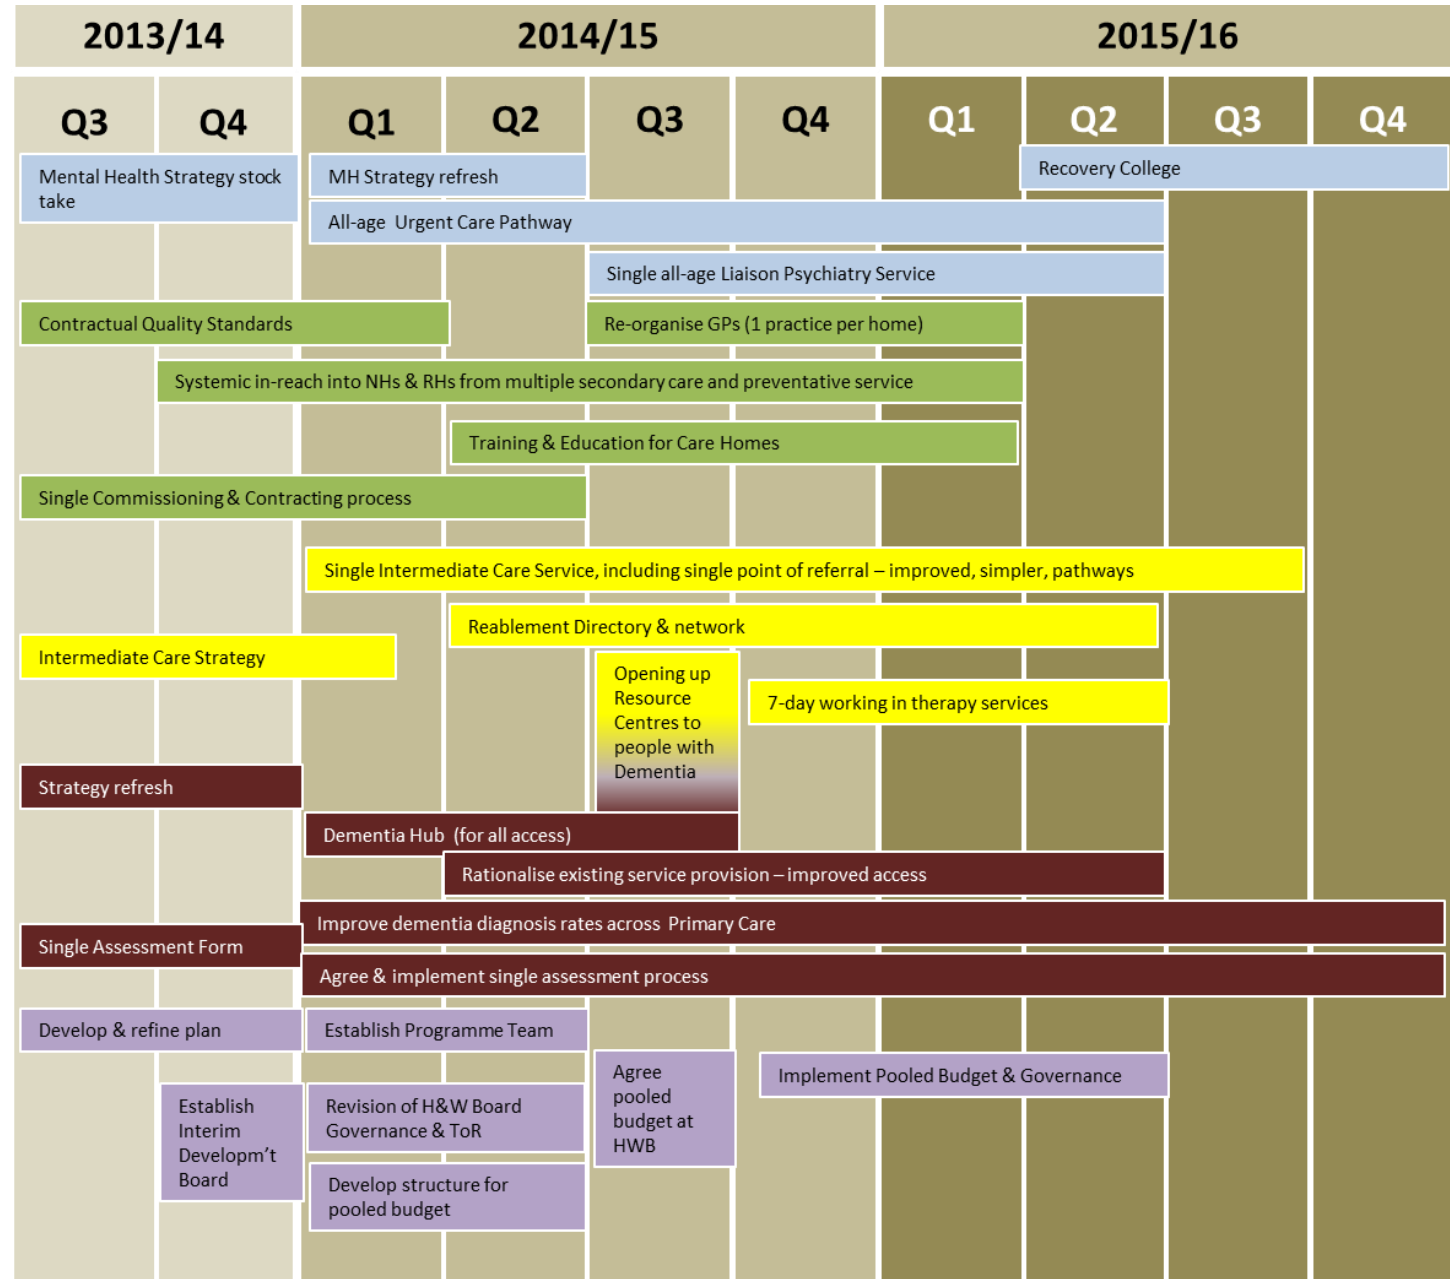 2013/14
2014/15
2015/16
Q3
Q4
Q1
Q2
Q3
Q4
Q1
Q2
Q3
Q4
Mental Health Strategy stock
take
MH Strategy refresh
Recovery College
All-age Urgent Care Pathway
Single all-age Liaison Psychiatry Service
Contractual Quality Standards
Re-organise GPs (1 practice per home)
Systemic in-reach into NHs & RHs from multiple secondary care and preventative service
Training & Education for Care Homes
Single Commissioning & Contracting process
Single Intermediate Care Service, including single point of referral – improved, simpler, pathways
Reablement Directory & network
Intermediate Care Strategy
Opening up
Resource
Centres to
people with
Dementia
7-day working in therapy services
Strategy refresh
Dementia Hub (for all access)
Rationalise existing service provision – improved access
Improve dementia diagnosis rates across Primary Care
Single Assessment Form
Agree & implement single assessment process
Develop & refine plan
Establish Programme Team
Agree
pooled
budget at
HWB
Implement Pooled Budget & Governance
Establish
Interim
Developm't
Board
Revision of H&W Board
Governance & ToR
Develop structure for
pooled budget